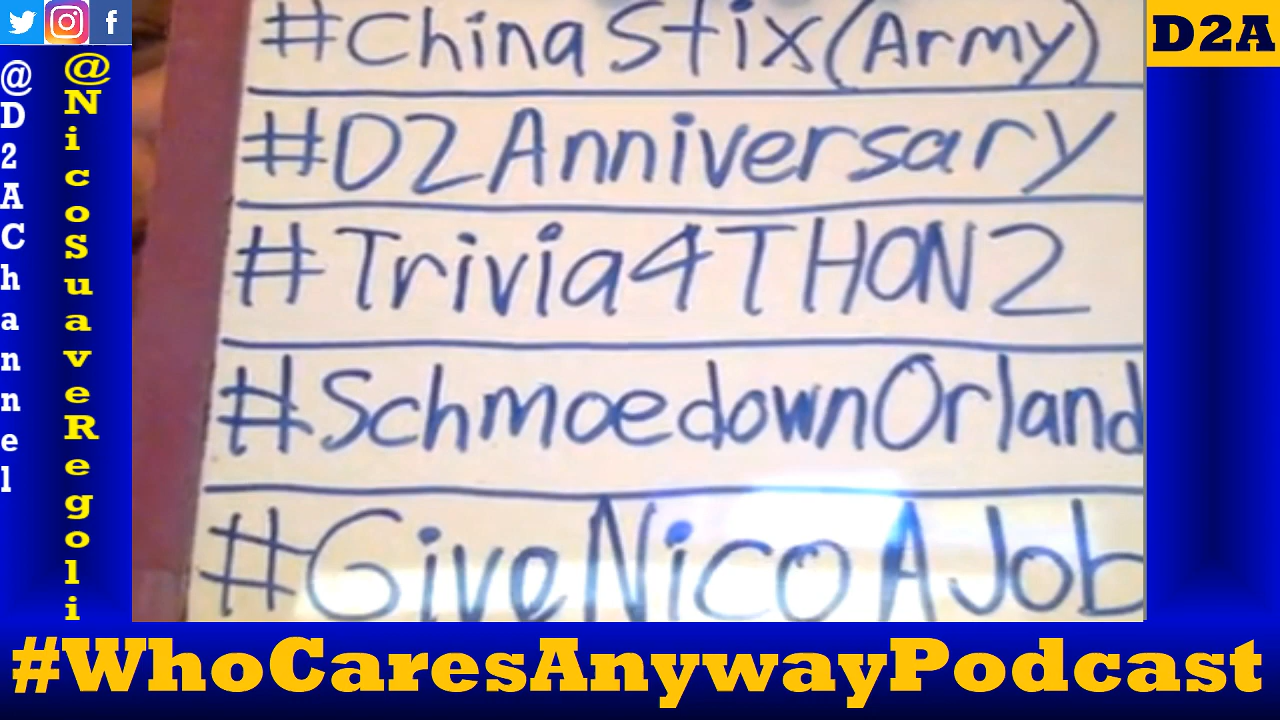 @D2AChannel
@NicoSuaveRegoli
D2A
#ChinaStix(Army)
#D2Anniversary
#Trivia4THON2
#SchmoedownOrland
#GiveNicoAJob
#WhoCaresAnywayPodcast